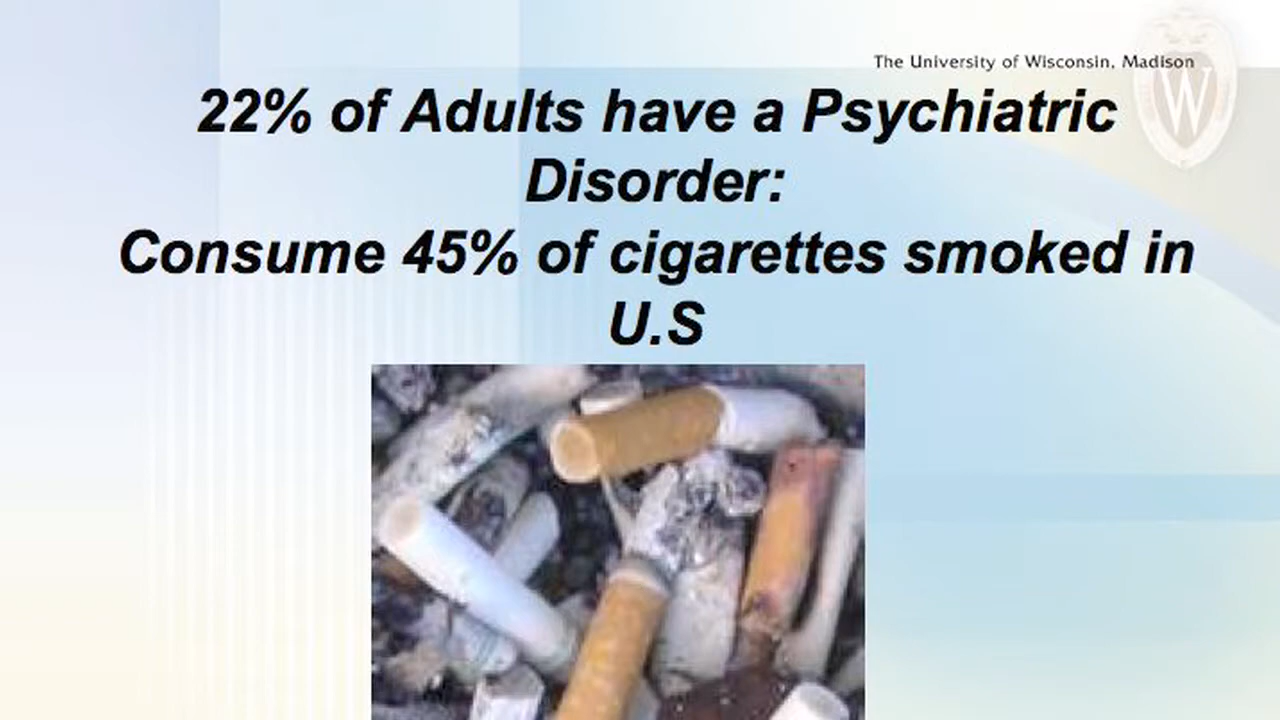 The University of Wisconsin, Madison
W
22% of Adults have a Psychiatric
Disorder:
Consume 45% of cigarettes smoked in
U.S